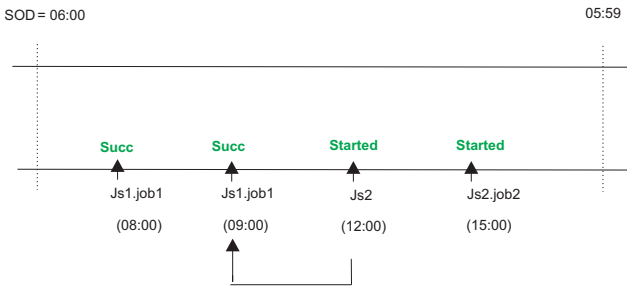 SOD = 06:00 05:59
Succ Succ Started Started
Js1.job1 Js1.job1 Js2 Js2.job2
(08:00) (09:00) (12:00) (15:00)